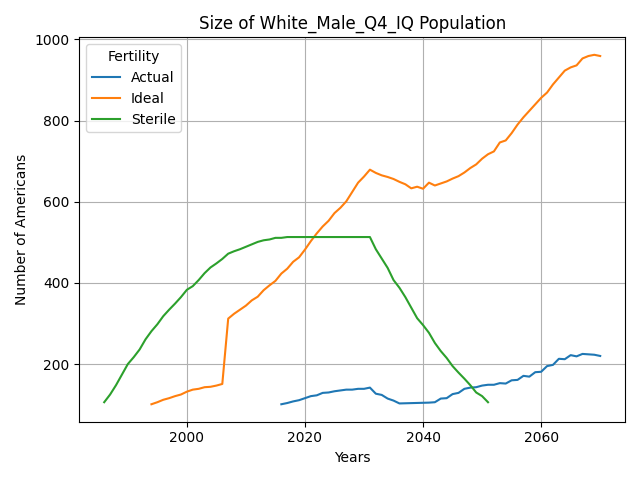 Size of White_Male_Q4_IQ Population
Fertility
Actual
Ideal
Sterile
Number of Americans
1000
800
600
400
200
2000
2020
2040
2060
Years